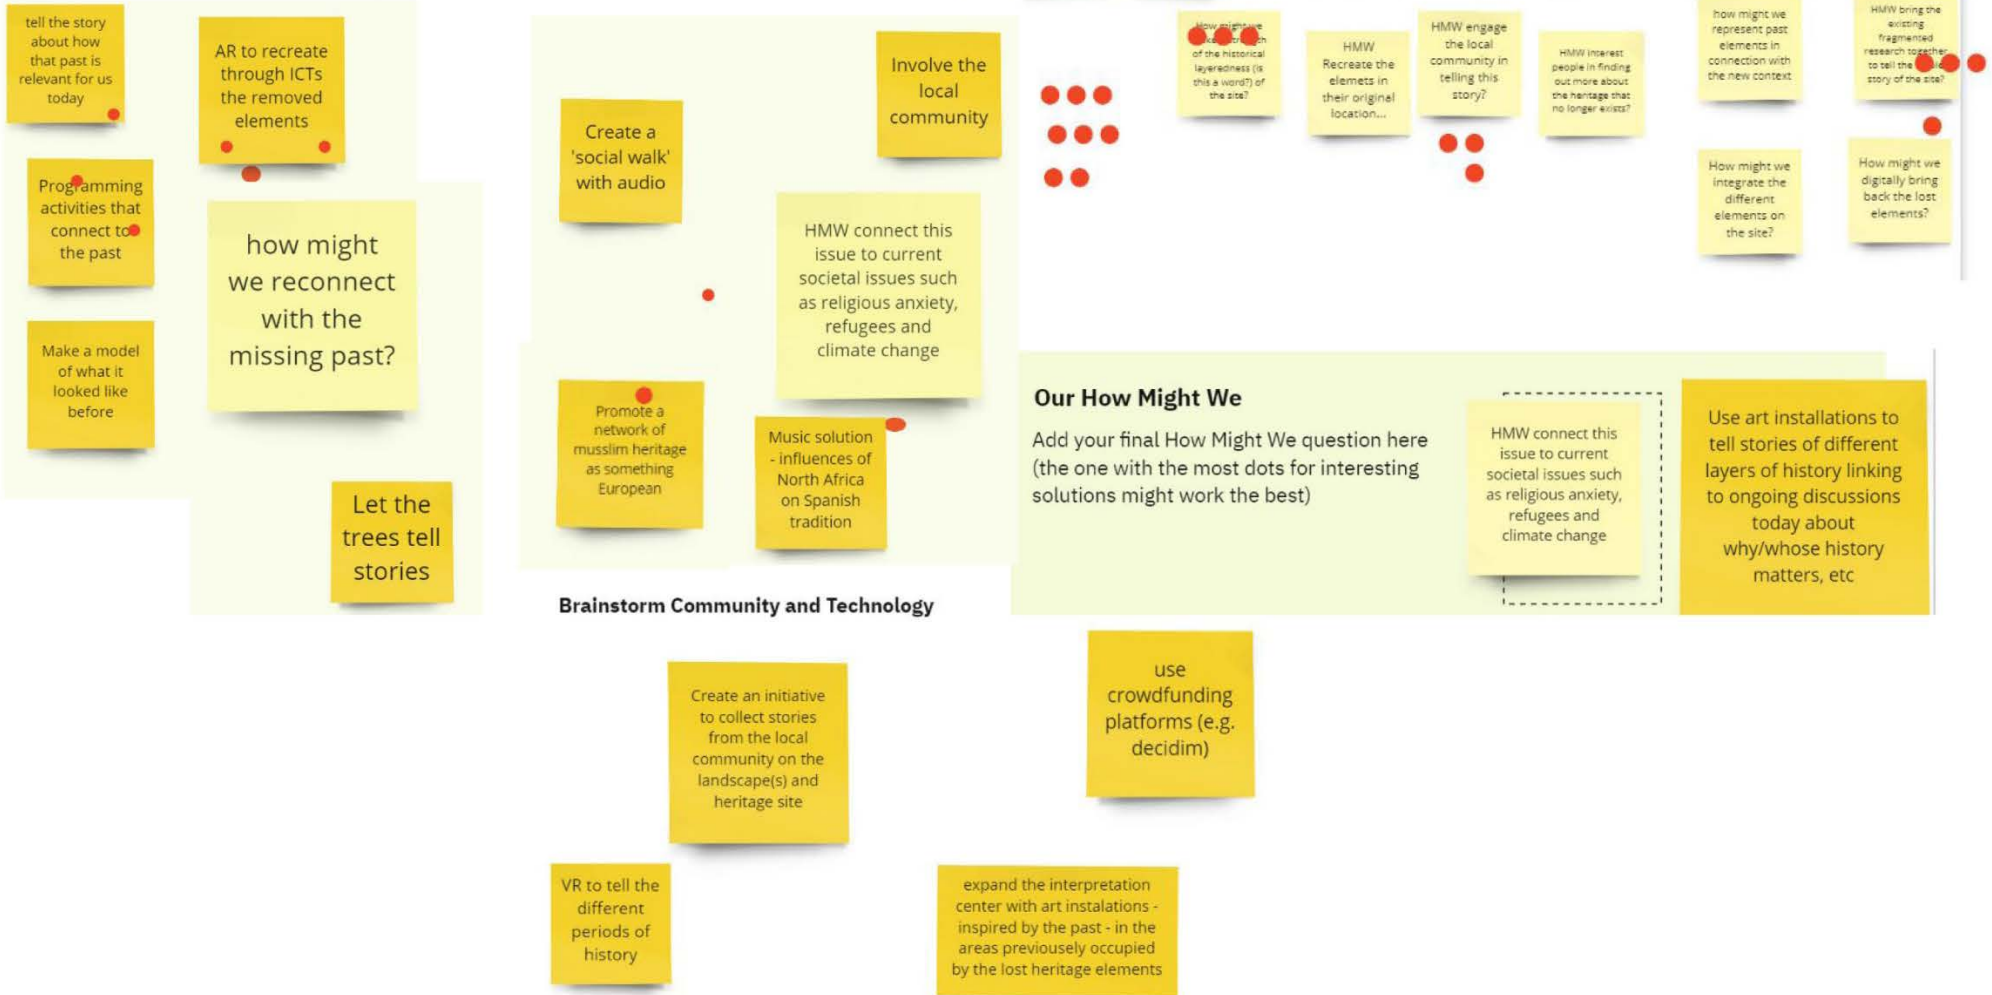 tell the story
about how
that past is
relevant for us
today
AR to recreate
through ICTs
the removed
elements
Programming
activities that
connect to
the past
how might
we reconnect
with the
missing past?
Make a model
of what it
looked like
before
Let the
trees tell
stories
Create a
'social walk'
with audio
Involve the
local
community
HMW connect this
issue to current
societal issues such
as religious anxiety,
refugees and
climate change
Promote a
network of
musslim heritage
as something
European
Music solution
- influences of
North Africa
on Spanish
tradition
How might we
of the historical
layeredness (is
this a word?) of
the site?
HMW
Recreate the
elemets in
their original
location...
HMW engage
the local
community in
telling this
story?
HMW interest
people in finding
out more about
the heritage that
no longer exists?
how might we
represent past
elements in
connection with
the new context
HMW bring the
existing
fragmented
research together
to tell the
story of the site?
How might we
integrate the
different
elements on
the site?
How might we
digitally bring
back the lost
elements?
Our How Might We
Add your final How Might We question here
(the one with the most dots for interesting
solutions might work the best)
HMW connect this
issue to current
societal issues such
as religious anxiety,
refugees and
climate change
Use art installations to
tell stories of different
layers of history linking
to ongoing discussions
today about
why/whose history
matters, etc
Brainstorm Community and Technology
Create an initiative
to collect stories
from the local
community on the
landscape(s) and
heritage site
use
crowdfunding
platforms (e.g.
decidim)
VR to tell the
different
periods of
history
expand the interpretation
center with art instalations -
inspired by the past - in the
areas previousely occupied
by the lost heritage elements